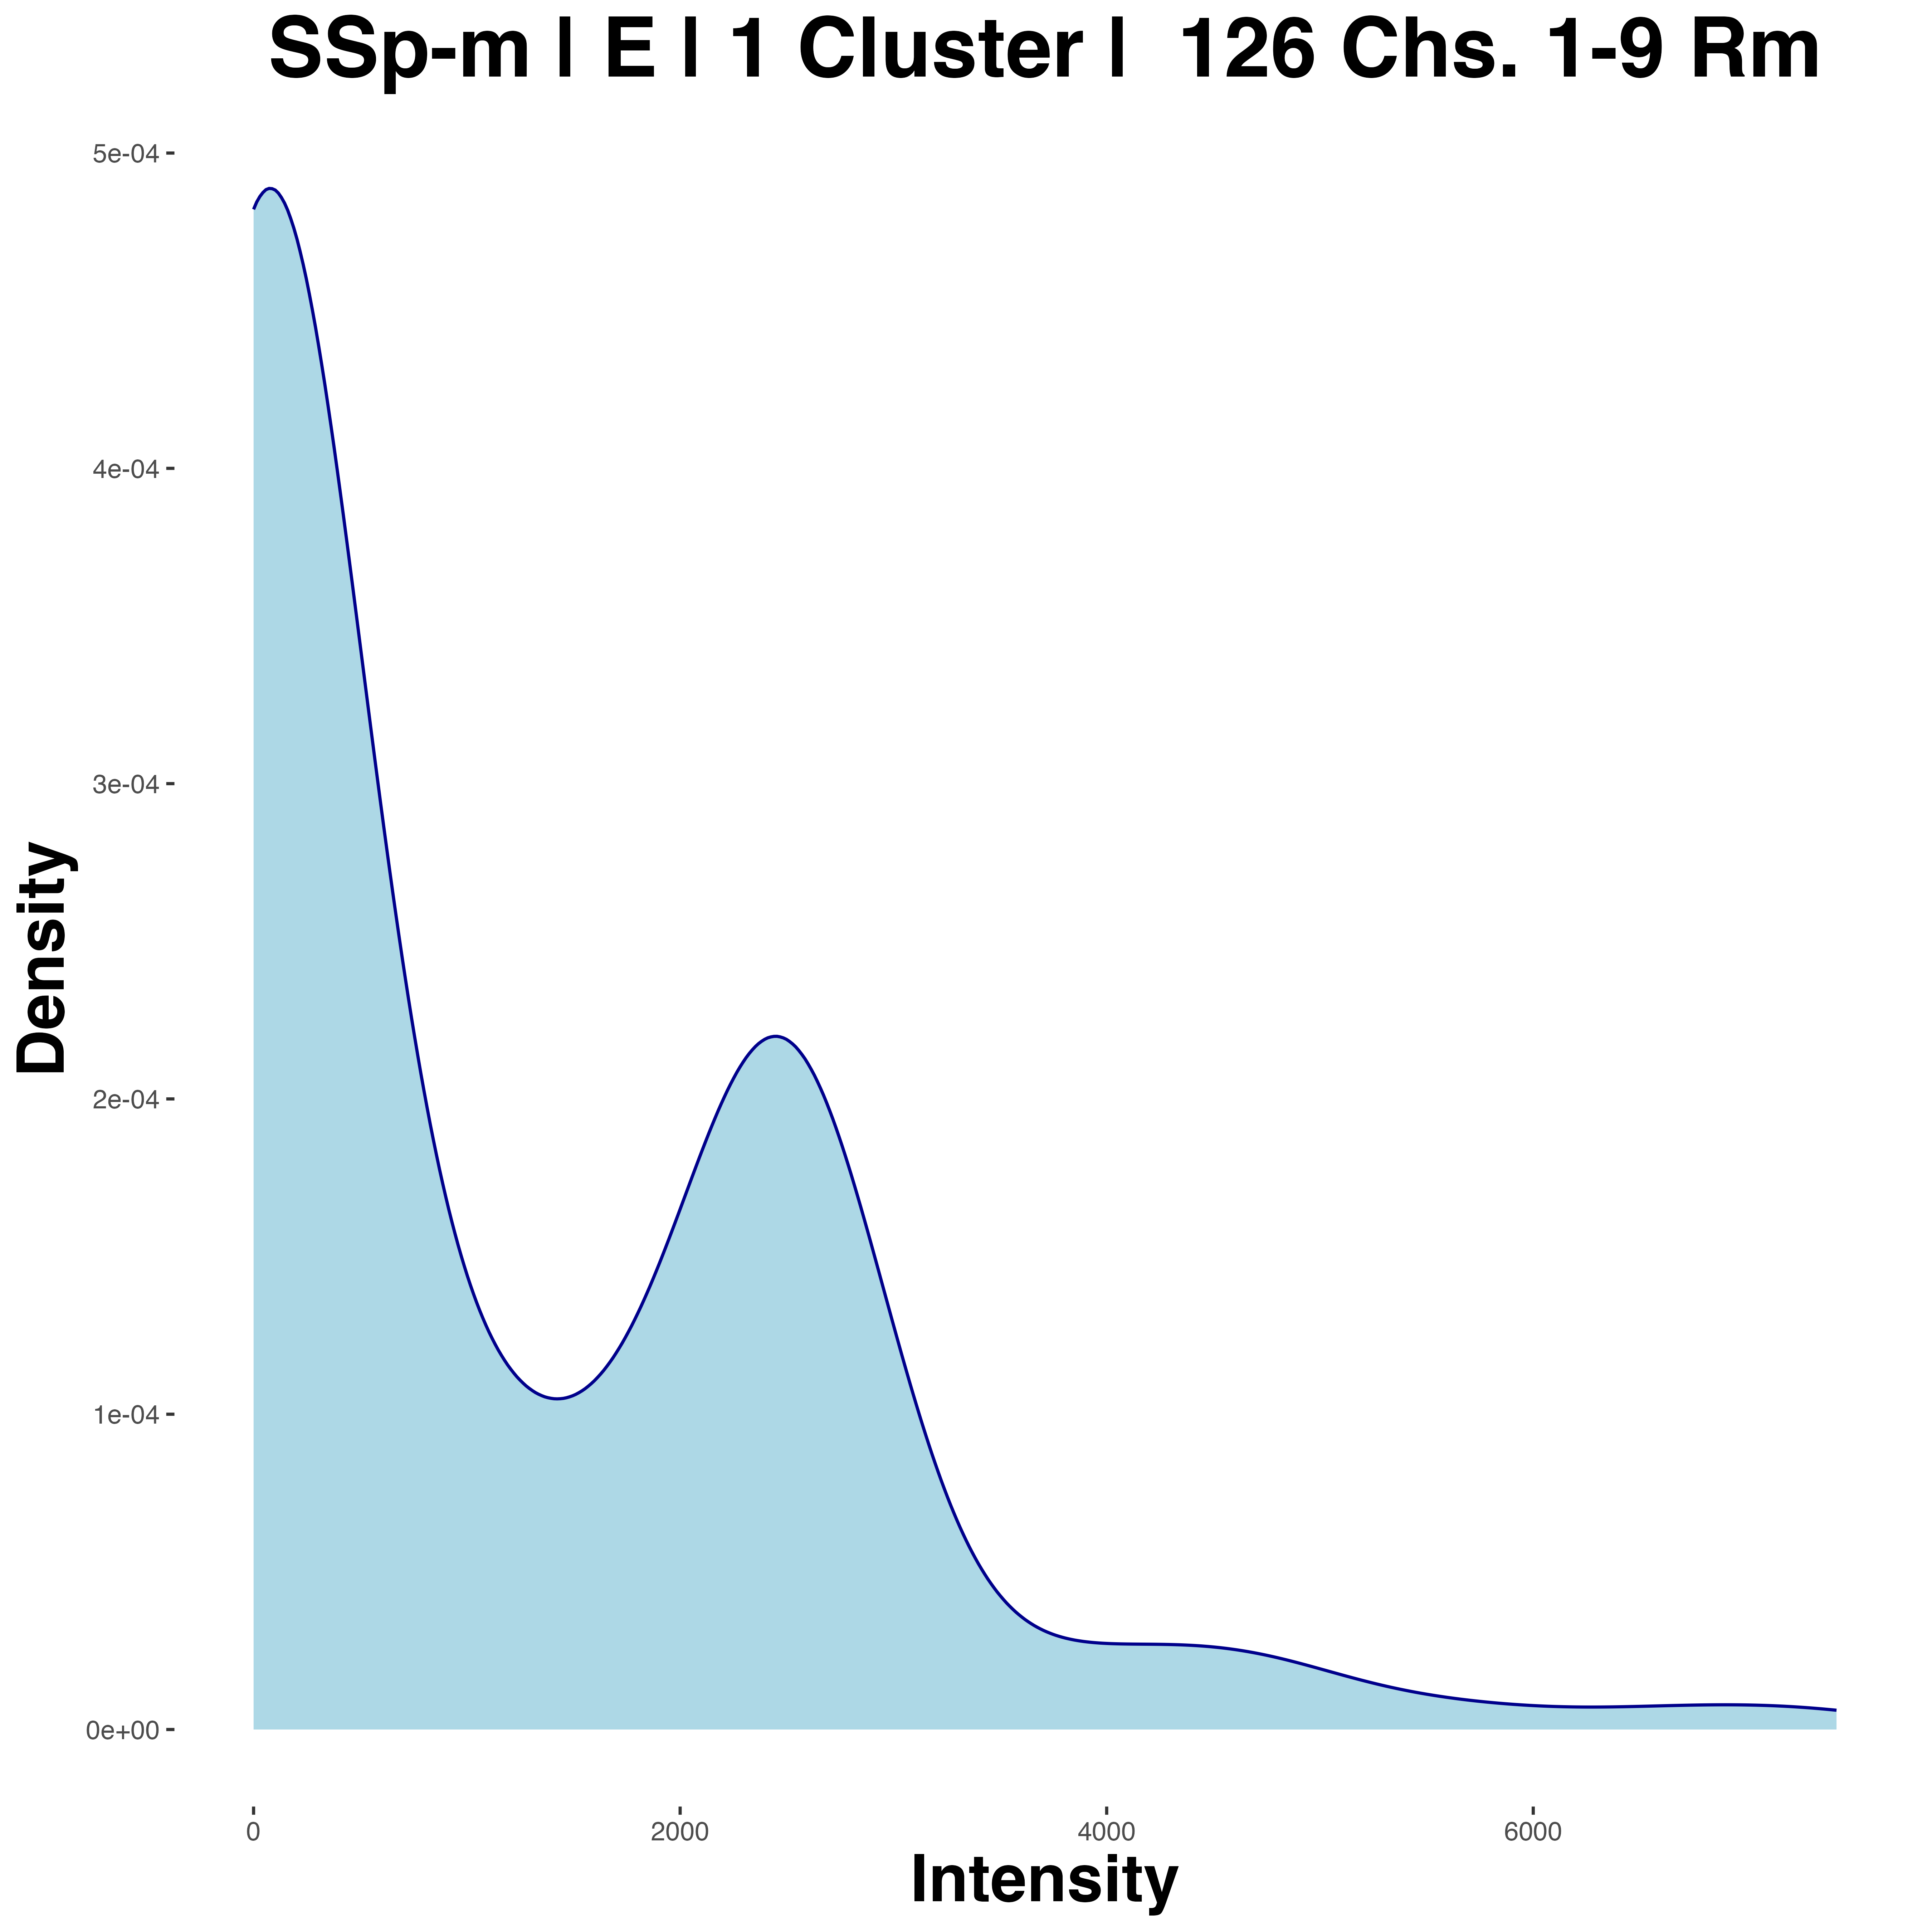 SSp-m | E | 1 Cluster |  126 Chs. 1-9 Rm
5e-04
4e-04
3e-04
2e-04
1e-04
0e+00
Density
0 2000 4000 6000
Intensity